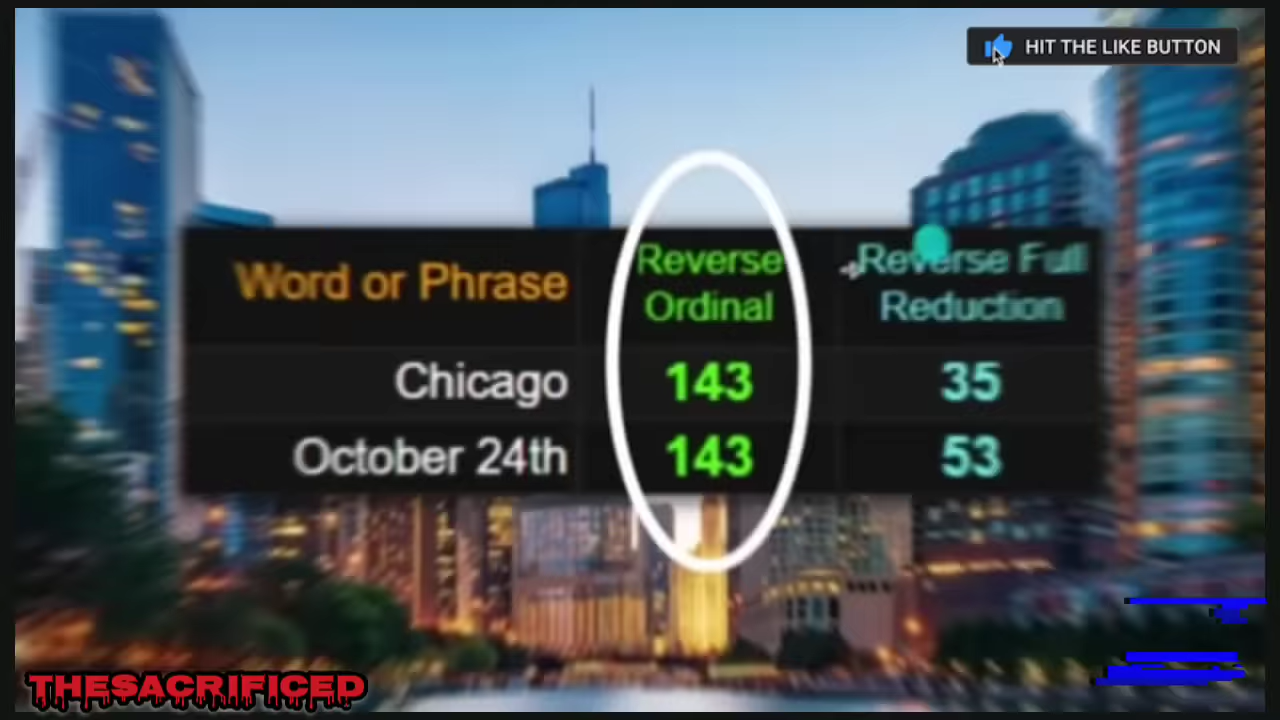 HIT THE LIKE BUTTON
Word or Phrase
Reverse Ordinal
Reverse Full Reduction
Chicago 143 35
October 24th 143 53
THESACRIFICED